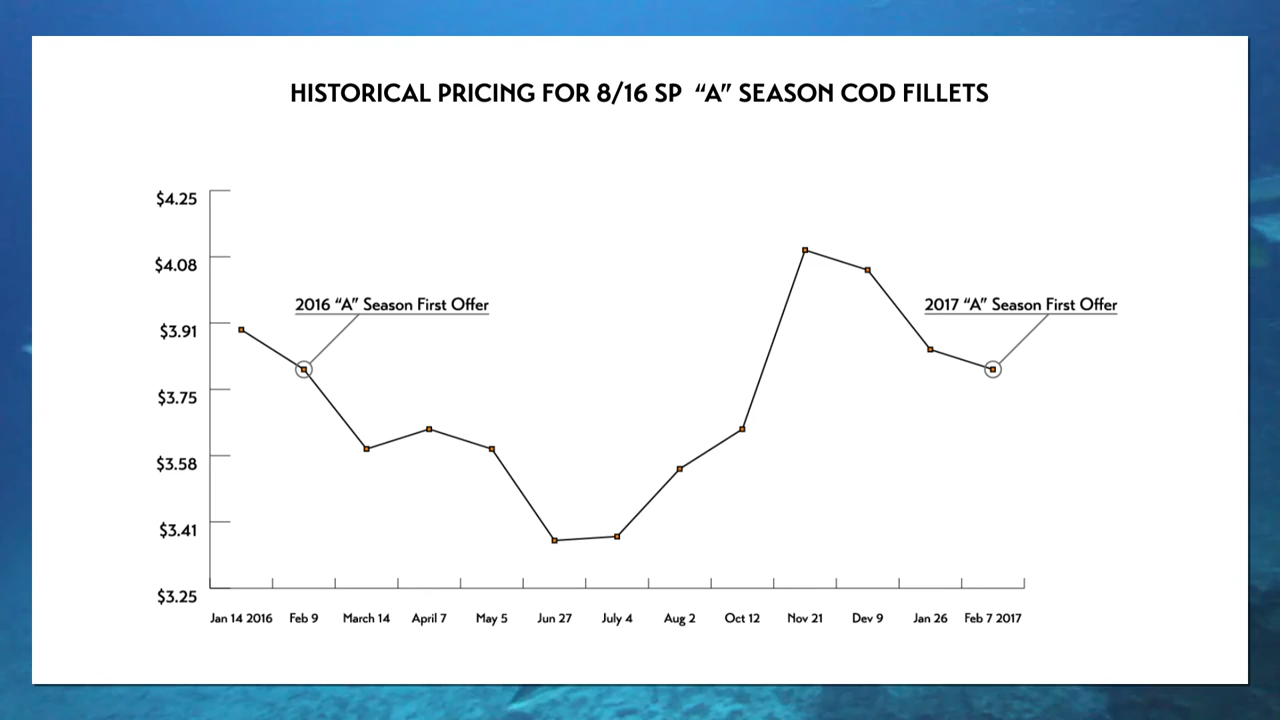 HISTORICAL PRICING FOR 8/16 SP “A” SEASON COD FILLETS
$4.25
$4.08
2016 “A” Season First Offer
2017 “A” Season First Offer
$3.91
$3.75
$3.58
$3.41
$3.25
Jan 14 2016 Feb 9 March 14 April 7 May 5 Jun 27 July 4 Aug 2 Oct 12 Nov 21 Dev 9 Jan 26 Feb 7 2017